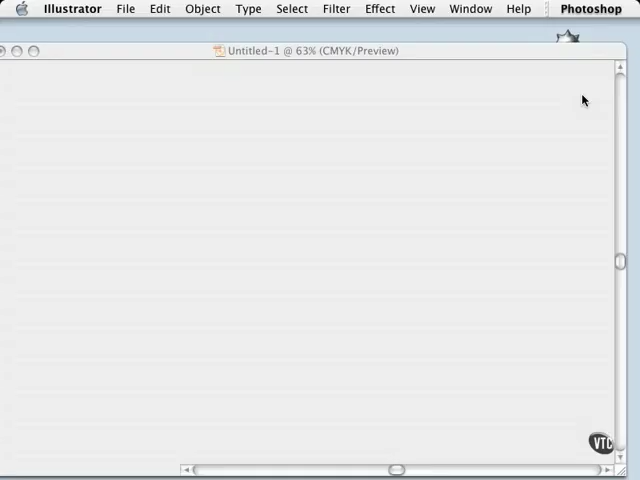 Illustrator File Edit Object Type Select Filter Effect View Window Help Photoshop
Untitled-1 @ 63% (CMYK/Preview)
VTC